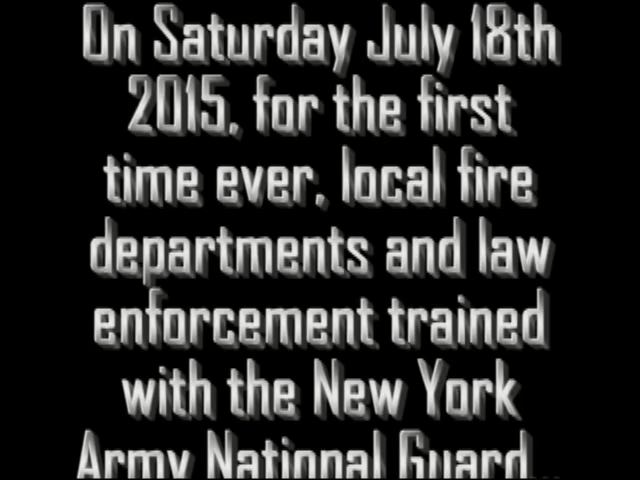 On Saturday July 18th
2015, for the first
time ever, local fire
departments and law
enforcement trained
with the New York
Army National Guard...